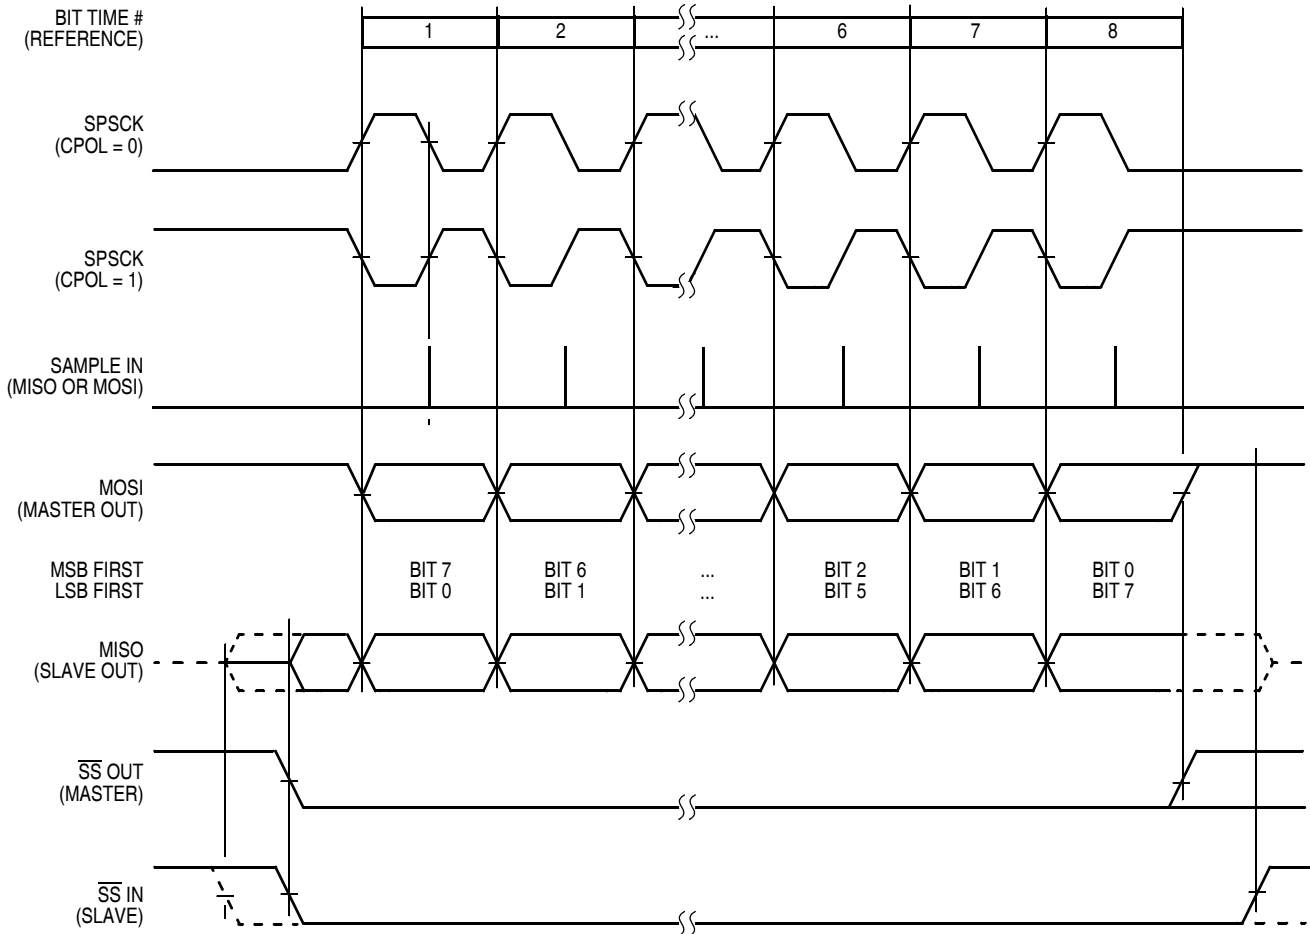 BIT TIME #
(REFERENCE)
1 2 ... 6 7 8
SPSCK
(CPOL = 0)
SPSCK
(CPOL = 1)
SAMPLE IN
(MISO OR MOSI)
MOSI
(MASTER OUT)
MSB FIRST BIT 7 BIT 6 ... BIT 2 BIT 1 BIT 0
LSB FIRST BIT 0 BIT 1 ... BIT 5 BIT 6 BIT 7
MISO
(SLAVE OUT)
SS OUT
(MASTER)
SS IN
(SLAVE)